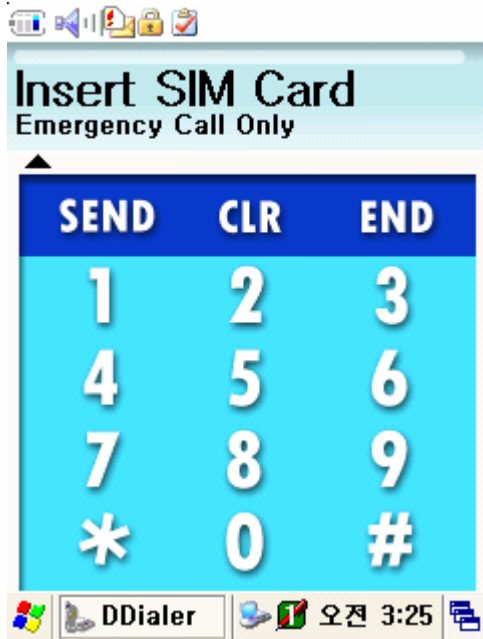 Insert SIM Card
Emergency Call Only
SEND CLR END
1 2 3
4 5 6
7 8 9
* 0 #
DDialer 오전 3:25